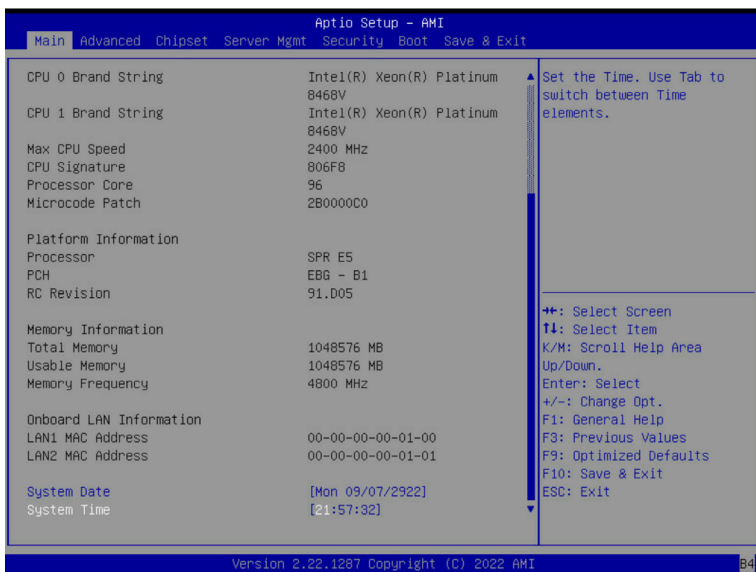 Aptio Setup - AMI
Main Advanced Chipset Server Mgmt Security Boot Save & Exit
CPU 0 Brand String Intel(R) Xeon(R) Platinum
8468V
CPU 1 Brand String Intel(R) Xeon(R) Platinum
8468V
Max CPU Speed 2400 MHz
CPU Signature 806F8
Processor Core 96
Microcode Patch 2B0000C0
Platform Information
Processor SPR E5
PCH EBG - B1
RC Revision 91.D05
Memory Information
Total Memory 1048576 MB
Usable Memory 1048576 MB
Memory Frequency 4800 MHz
Onboard LAN Information
LAN1 MAC Address 00-00-00-00-01-00
LAN2 MAC Address 00-00-00-00-01-01
System Date [Mon 09/07/2922]
System Time [21:57:32]
Set the Time. Use Tab to
switch between Time
elements.
→←: Select Screen
↑↓: Select Item
K/M: Scroll Help Area
Up/Down.
Enter: Select
+/-: Change Opt.
F1: General Help
F3: Previous Values
F9: Optimized Defaults
F10: Save & Exit
ESC: Exit
Version 2.22.1287 Copyright (C) 2022 AMI
B4